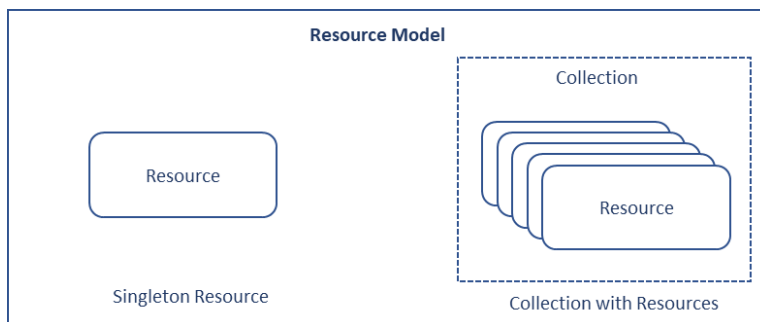 Resource Model
Collection
Resource
Resource
Singleton Resource
Collection with Resources